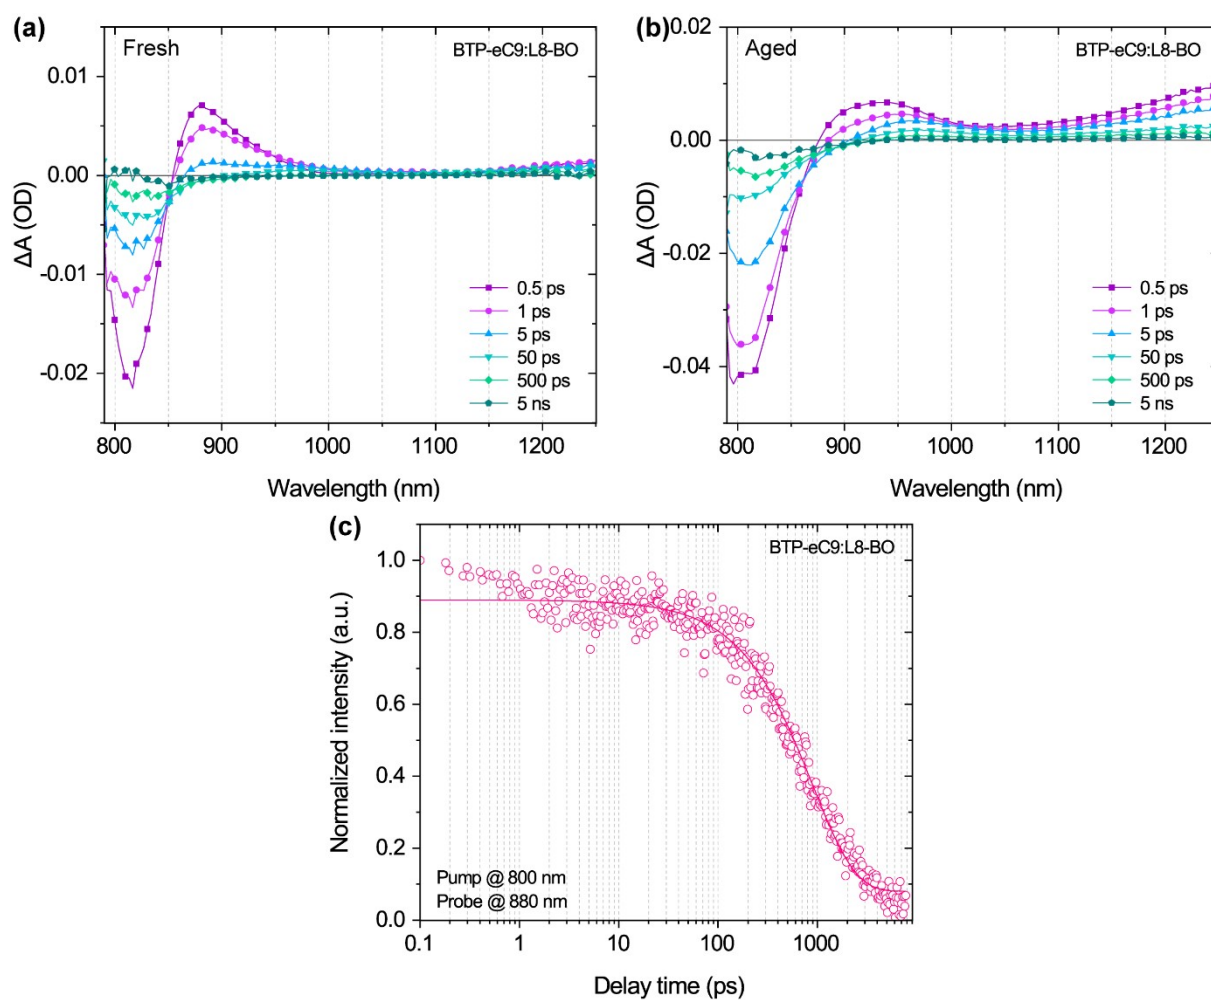 (a)
Fresh
BTP-eC9:L8-BO
0.01
0.00
-0.01
-0.02
ΔA (OD)
0.5 ps
1 ps
5 ps
50 ps
500 ps
5 ns
800 900 1000 1100 1200
Wavelength (nm)
(b)
Aged
BTP-eC9:L8-BO
0.02
0.00
-0.02
-0.04
ΔA (OD)
0.5 ps
1 ps
5 ps
50 ps
500 ps
5 ns
800 900 1000 1100 1200
Wavelength (nm)
(c)
BTP-eC9:L8-BO
1.0
0.8
0.6
0.4
0.2
0.0
Normalized intensity (a.u.)
Pump @ 800 nm
Probe @ 880 nm
0.1 1 10 100 1000
Delay time (ps)